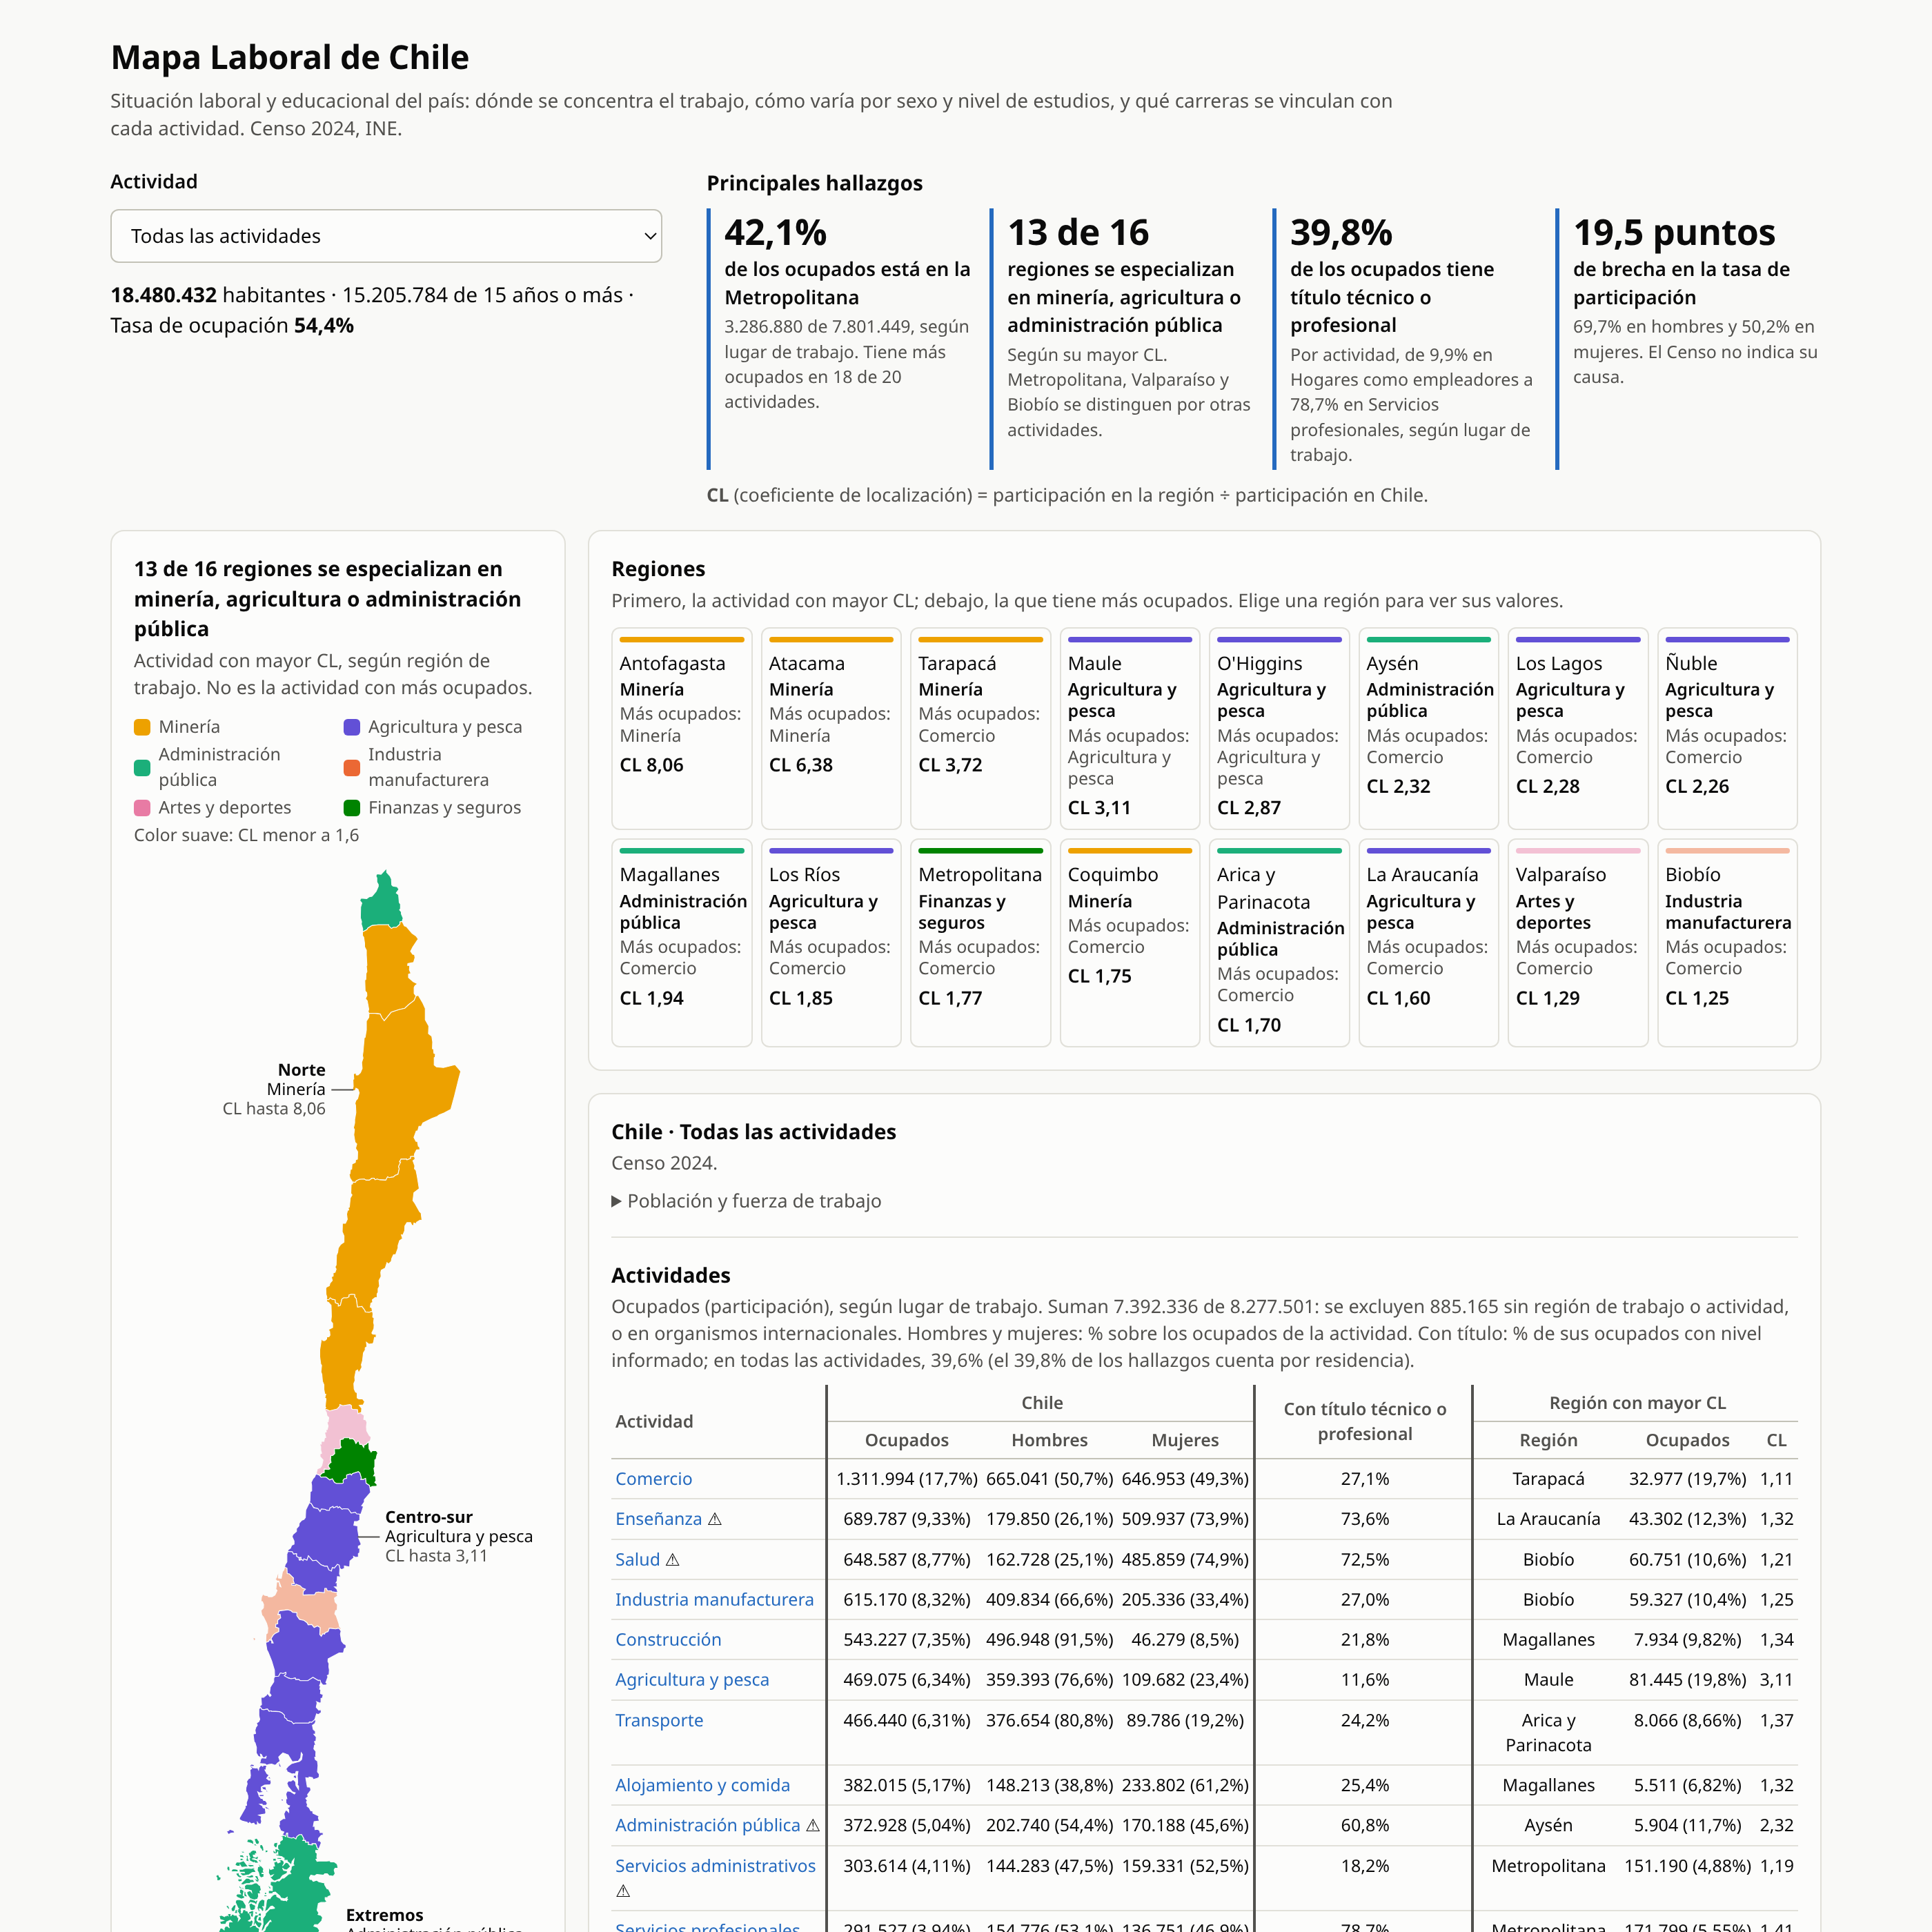 Mapa Laboral de Chile
Situación laboral y educacional del país: dónde se concentra el trabajo, cómo varía por sexo y nivel de estudios, y qué carreras se vinculan con
cada actividad. Censo 2024, INE.
Actividad
Todas las actividades
18.480.432 habitantes · 15.205.784 de 15 años o más ·
Tasa de ocupación 54,4%
Principales hallazgos
42,1%
de los ocupados está en la
Metropolitana
3.286.880 de 7.801.449, según
lugar de trabajo. Tiene más
ocupados en 18 de 20
actividades.
13 de 16
regiones se especializan
en minería, agricultura o
administración pública
Según su mayor CL.
Metropolitana, Valparaíso y
Biobío se distinguen por otras
actividades.
39,8%
de los ocupados tiene
título técnico o
profesional
Por actividad, de 9,9% en
Hogares como empleadores a
78,7% en Servicios
profesionales, según lugar de
trabajo.
19,5 puntos
de brecha en la tasa de
participación
69,7% en hombres y 50,2% en
mujeres. El Censo no indica su
causa.
CL (coeficiente de localización) = participación en la región ÷ participación en Chile.
13 de 16 regiones se especializan en
minería, agricultura o administración
pública
Actividad con mayor CL, según región de
trabajo. No es la actividad con más ocupados.
Minería
Agricultura y pesca
Administración
pública
Industria
manufacturera
Artes y deportes
Finanzas y seguros
Color suave: CL menor a 1,6
Norte
Minería
CL hasta 8,06
Centro-sur
Agricultura y pesca
CL hasta 3,11
Extremos
Regiones
Primero, la actividad con mayor CL; debajo, la que tiene más ocupados. Elige una región para ver sus valores.
Antofagasta
Minería
Más ocupados:
Minería
CL 8,06
Atacama
Minería
Más ocupados:
Minería
CL 6,38
Tarapacá
Minería
Más ocupados:
Comercio
CL 3,72
Maule
Agricultura y
pesca
Más ocupados:
Agricultura y
pesca
CL 3,11
O'Higgins
Agricultura y
pesca
Más ocupados:
Agricultura y
pesca
CL 2,87
Aysén
Administración
pública
Más ocupados:
Comercio
CL 2,32
Los Lagos
Agricultura y
pesca
Más ocupados:
Comercio
CL 2,28
Ñuble
Agricultura y
pesca
Más ocupados:
Comercio
CL 2,26
Magallanes
Administración
pública
Más ocupados:
Comercio
CL 1,94
Los Ríos
Agricultura y
pesca
Más ocupados:
Comercio
CL 1,85
Metropolitana
Finanzas y
seguros
Más ocupados:
Comercio
CL 1,77
Coquimbo
Minería
Más ocupados:
Comercio
CL 1,75
Arica y
Parinacota
Administración
pública
Más ocupados:
Comercio
CL 1,70
La Araucanía
Agricultura y
pesca
Más ocupados:
Comercio
CL 1,60
Valparaíso
Artes y
deportes
Más ocupados:
Comercio
CL 1,29
Biobío
Industria
manufacturera
Más ocupados:
Comercio
CL 1,25
Chile · Todas las actividades
Censo 2024.
▶ Población y fuerza de trabajo
Actividades
Ocupados (participación), según lugar de trabajo. Suman 7.392.336 de 8.277.501: se excluyen 885.165 sin región de trabajo o actividad,
o en organismos internacionales. Hombres y mujeres: % sobre los ocupados de la actividad. Con título: % de sus ocupados con nivel
informado; en todas las actividades, 39,6% (el 39,8% de los hallazgos cuenta por residencia).
Actividad
Chile
Con título técnico o
profesional
Región con mayor CL
Ocupados Hombres Mujeres
Región Ocupados CL
Comercio 1.311.994 (17,7%) 665.041 (50,7%) 646.953 (49,3%) 27,1% Tarapacá 32.977 (19,7%) 1,11
Enseñanza ⚠ 689.787 (9,33%) 179.850 (26,1%) 509.937 (73,9%) 73,6% La Araucanía 43.302 (12,3%) 1,32
Salud ⚠ 648.587 (8,77%) 162.728 (25,1%) 485.859 (74,9%) 72,5% Biobío 60.751 (10,6%) 1,21
Industria manufacturera 615.170 (8,32%) 409.834 (66,6%) 205.336 (33,4%) 27,0% Biobío 59.327 (10,4%) 1,25
Construcción 543.227 (7,35%) 496.948 (91,5%) 46.279 (8,5%) 21,8% Magallanes 7.934 (9,82%) 1,34
Agricultura y pesca 469.075 (6,34%) 359.393 (76,6%) 109.682 (23,4%) 11,6% Maule 81.445 (19,8%) 3,11
Transporte 466.440 (6,31%) 376.654 (80,8%) 89.786 (19,2%) 24,2% Arica y
Parinacota 8.066 (8,66%) 1,37
Alojamiento y comida 382.015 (5,17%) 148.213 (38,8%) 233.802 (61,2%) 25,4% Magallanes 5.511 (6,82%) 1,32
Administración pública ⚠ 372.928 (5,04%) 202.740 (54,4%) 170.188 (45,6%) 60,8% Aysén 5.904 (11,7%) 2,32
Servicios administrativos
⚠ 303.614 (4,11%) 144.283 (47,5%) 159.331 (52,5%) 18,2% Metropolitana 151.190 (4,88%) 1,19
Servicios profesionales 291.527 (3,94%) 154.776 (53,1%) 136.751 (46,9%) 78,7% Metropolitana 171.799 (5,55%) 1,41